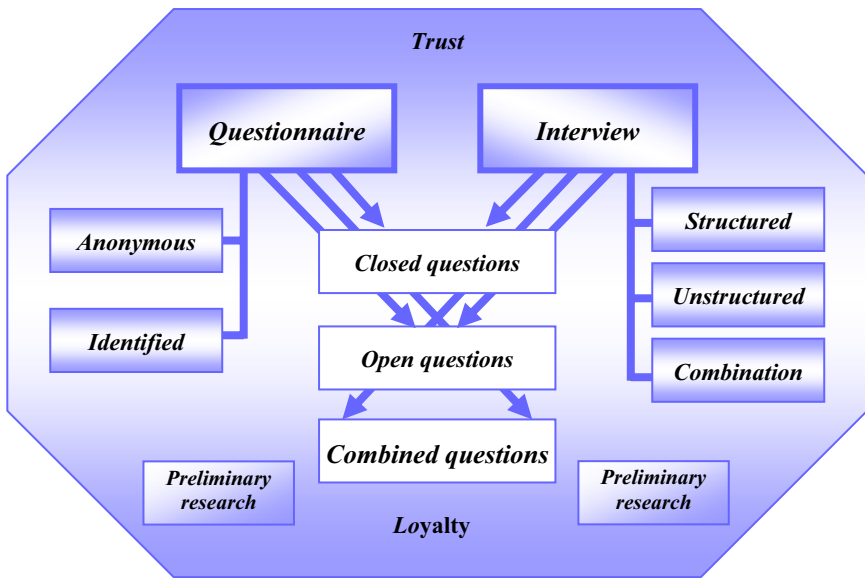 Trust
Questionnaire
Interview
Anonymous
Structured
Closed questions
Unstructured
Identified
Open questions
Combination
Combined questions
Preliminary
research
Preliminary
research
Loyalty